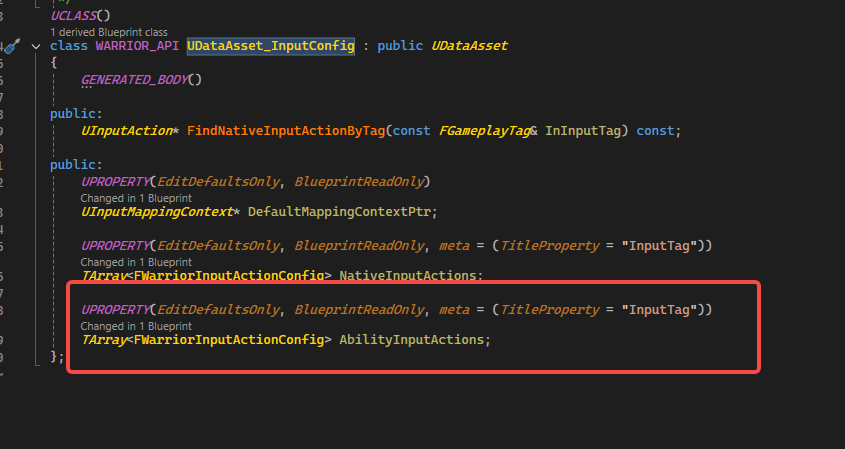 UCLASS()
1 derived Blueprint class
class WARRIOR_API UDataAsset_InputConfig : public UDataAsset
{
GENERATED_BODY()
public:
UInputAction* FindNativeInputActionByTag(const FGameplayTag& InInputTag) const;
public:
UPROPERTY(EditDefaultsOnly, BlueprintReadOnly)
Changed in 1 Blueprint
UInputMappingContext* DefaultMappingContextPtr;
UPROPERTY(EditDefaultsOnly, BlueprintReadOnly, meta = (TitleProperty = "InputTag"))
Changed in 1 Blueprint
TArray<FWarriorInputActionConfig> NativeInputActions;
UPROPERTY(EditDefaultsOnly, BlueprintReadOnly, meta = (TitleProperty = "InputTag"))
Changed in 1 Blueprint
TArray<FWarriorInputActionConfig> AbilityInputActions;
};